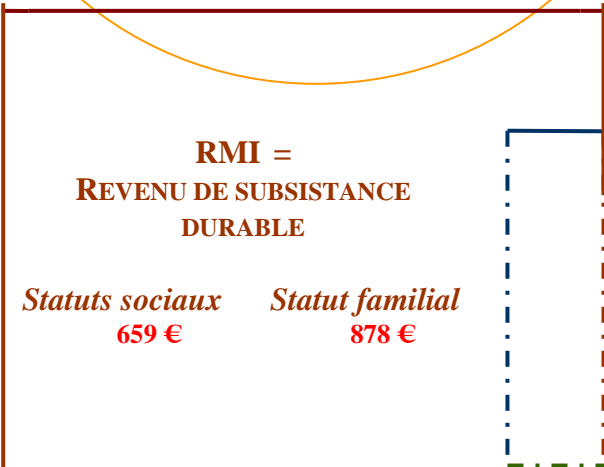 RMI =
REVENU DE SUBSISTANCE
DURABLE
Statuts sociaux Statut familial
659 € 878 €